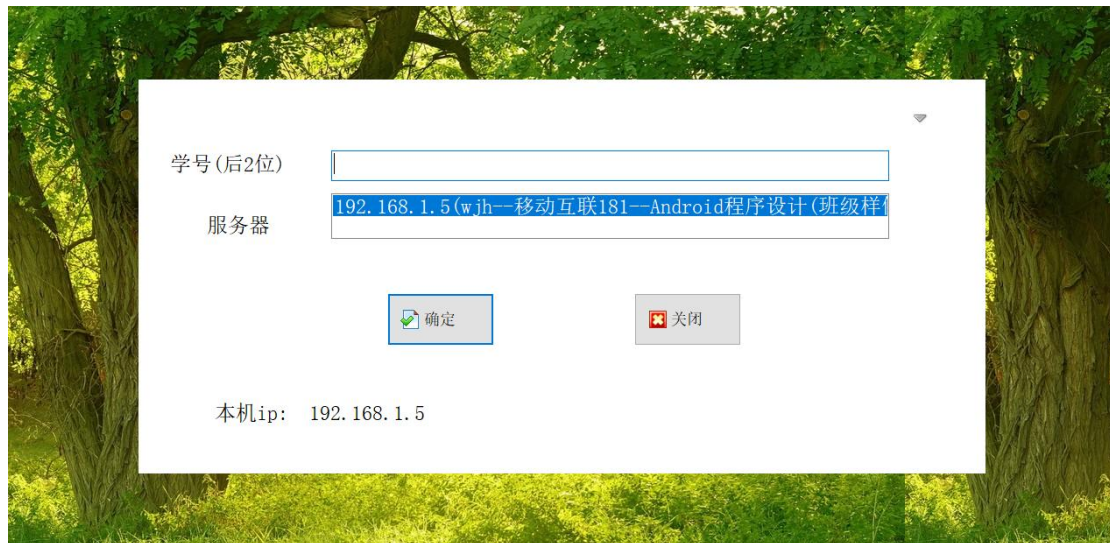 学号(后2位)
服务器
192.168.1.5(wjh--移动互联181--Android程序设计(班级样
确定
关闭
本机ip: 192.168.1.5